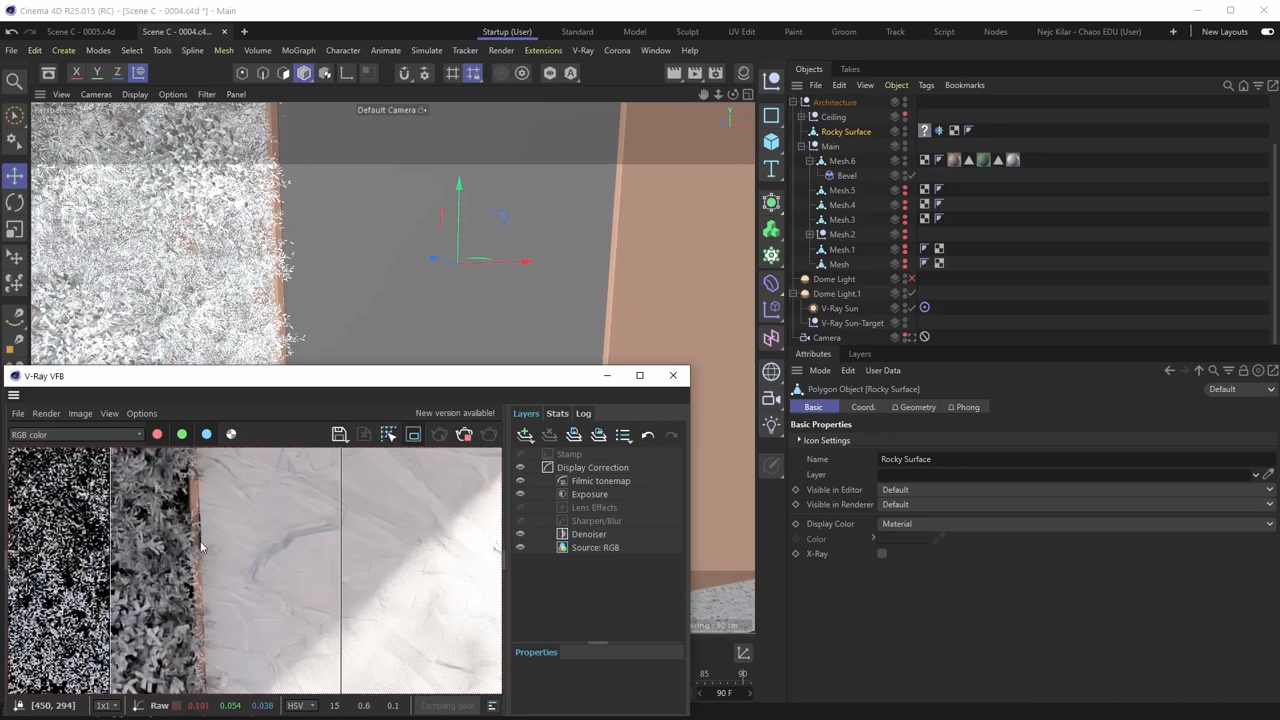 Cinema 4D R25.015 (RC) - [Scene C - 0004.c4d *] - Main
Scene C - 0005.c4d
Scene C - 0004.c4d...
Startup (User)
Standard
Model
Sculpt
UV Edit
Paint
Groom
Track
Script
Nodes
Nejc Kilar - Chaos EDU (User)
New Layouts
File Edit Create Modes Select Tools Spline Mesh Volume MoGraph Character Animate Simulate Tracker Render Extensions V-Ray Corona Window Help
X Y Z
View Cameras Display Options Filter Panel
Perspective
Default Camera
Y
Objects Takes
File Edit View Object Tags Bookmarks
Architecture
Ceiling
Rocky Surface
Main
Mesh.6
Bevel
Mesh.5
Mesh.4
Mesh.3
Mesh.2
Mesh.1
Mesh
Dome Light
Dome Light.1
V-Ray Sun
V-Ray Sun-Target
Camera
Attributes Layers
Mode Edit User Data
Polygon Object [Rocky Surface]
Default
Basic Coord. Geometry Phong
Basic Properties
Icon Settings
Name Rocky Surface
Layer
Visible in Editor Default
Visible in Renderer Default
Display Color Material
Color
X-Ray
V-Ray VFB
File Render Image View Options
New version available!
RGB color
Layers Stats Log
Stamp
Display Correction
Filmic tonemap
Exposure
Lens Effects
Sharpen/Blur
Denoiser
Source: RGB
Properties
[450, 294] 1x1 Raw 0.101 0.054 0.038 HSV 15 0.6 0.1
85 90
90 F